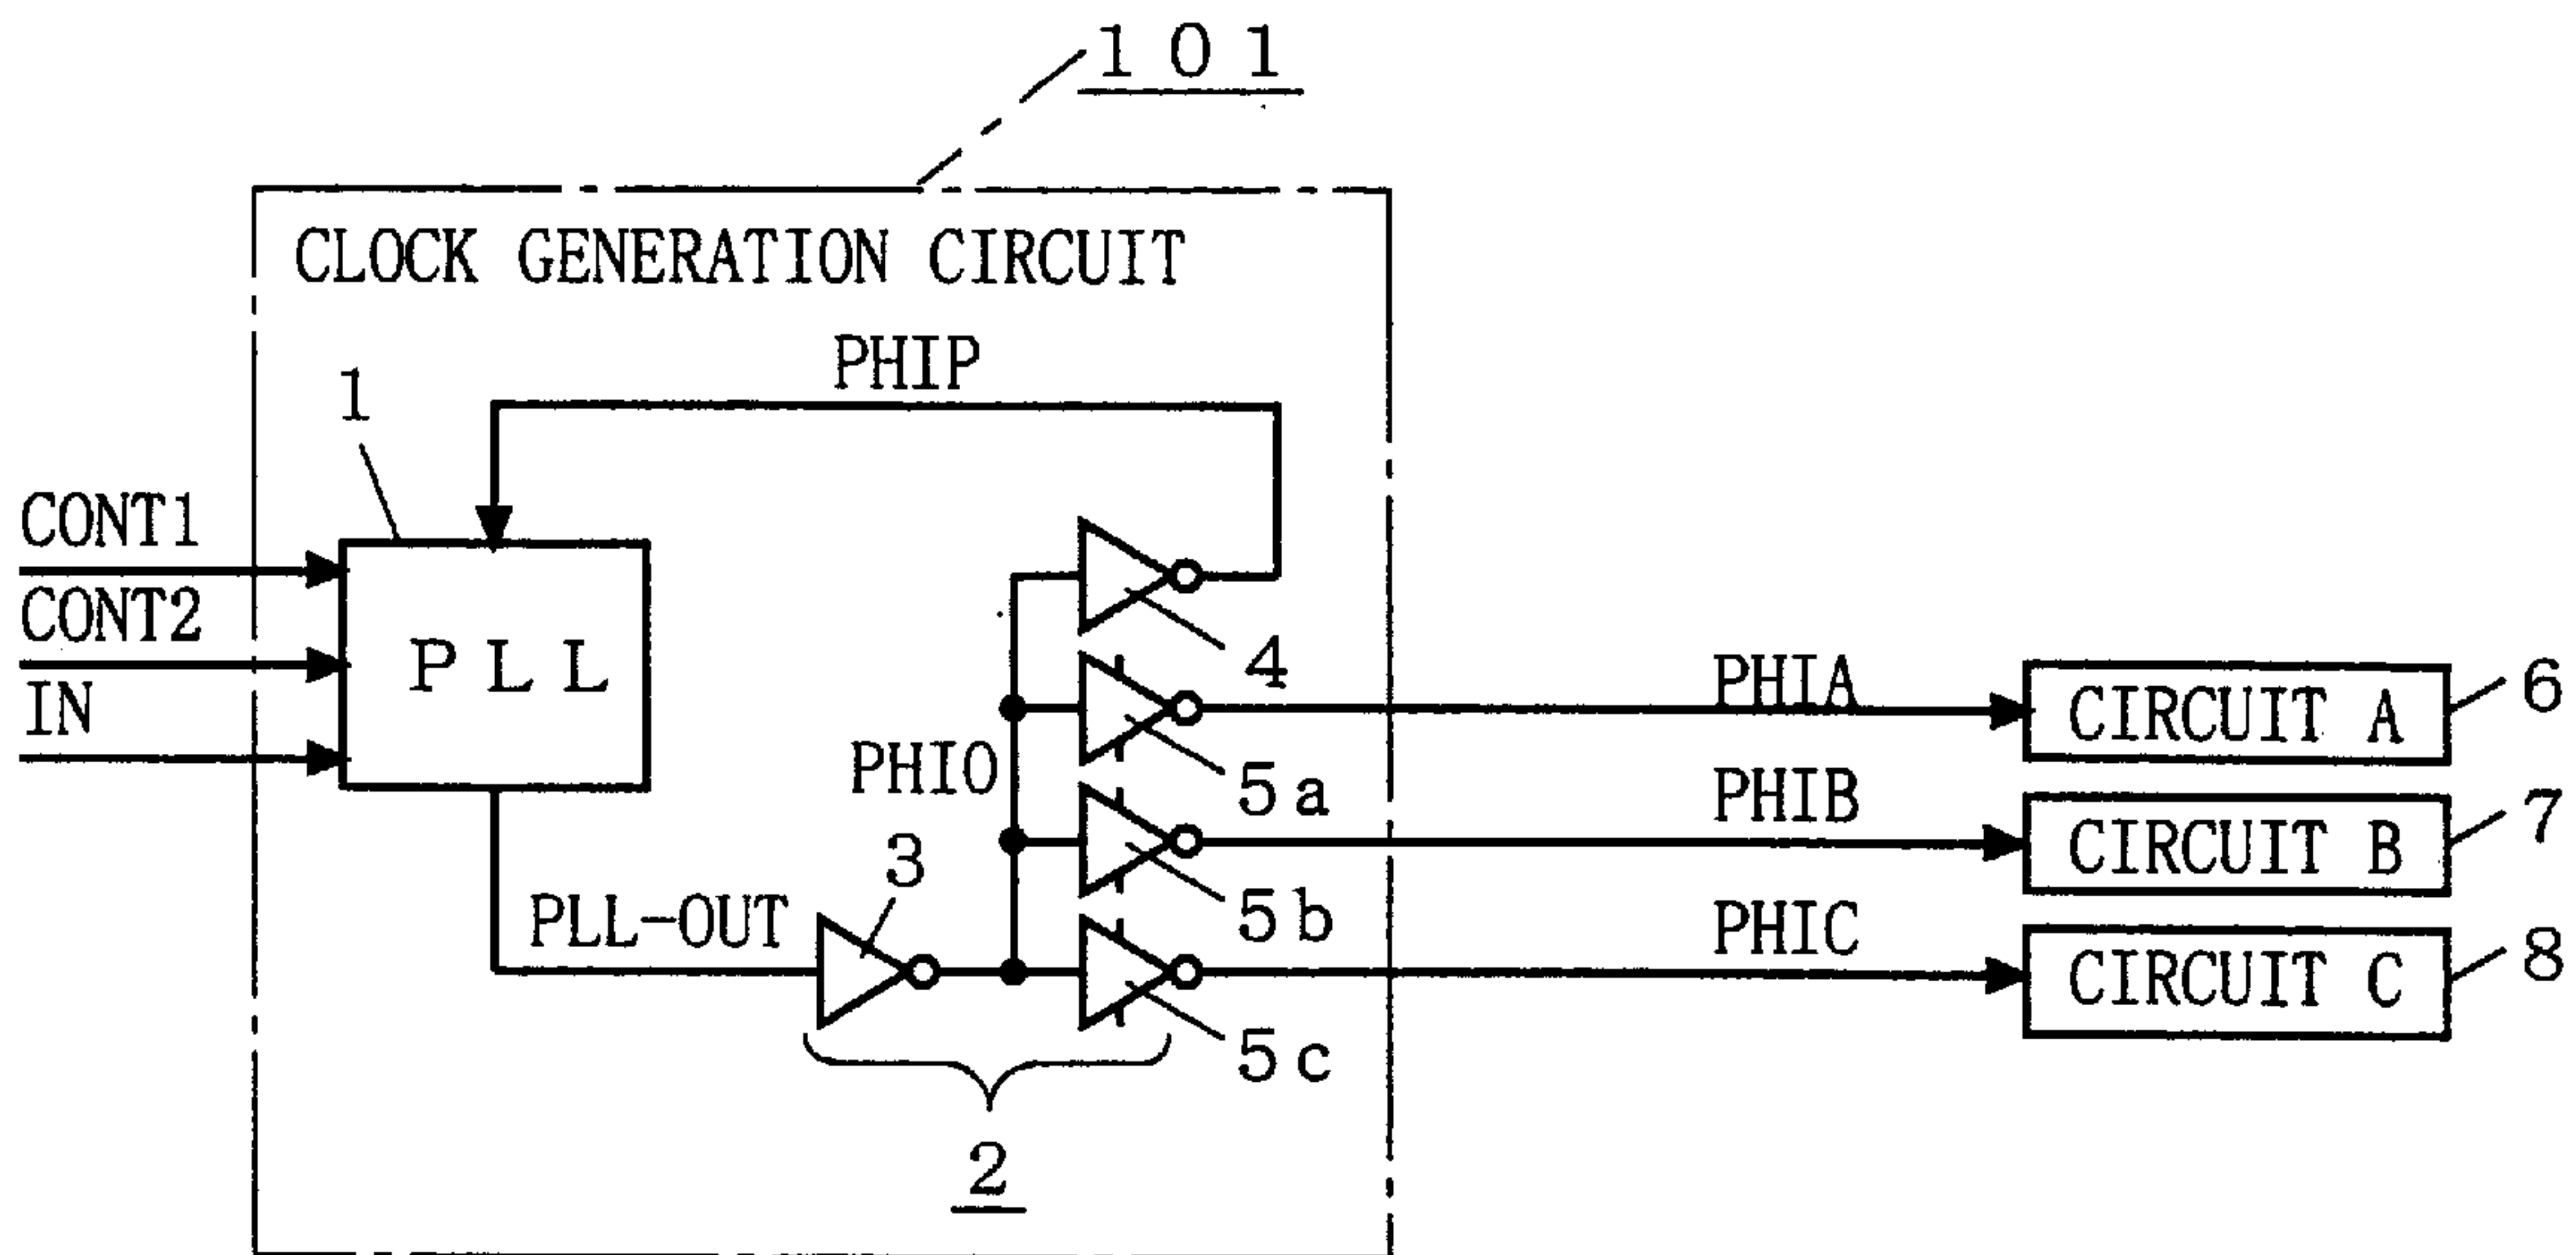 101
CLOCK GENERATION CIRCUIT
PHIP
1
CONT1
CONT2
IN
PLL
4
PHIA
CIRCUIT A
6
PHI0
5a
PHIB
CIRCUIT B
7
3
5b
PLL-OUT
PHIC
CIRCUIT C
8
5c
2